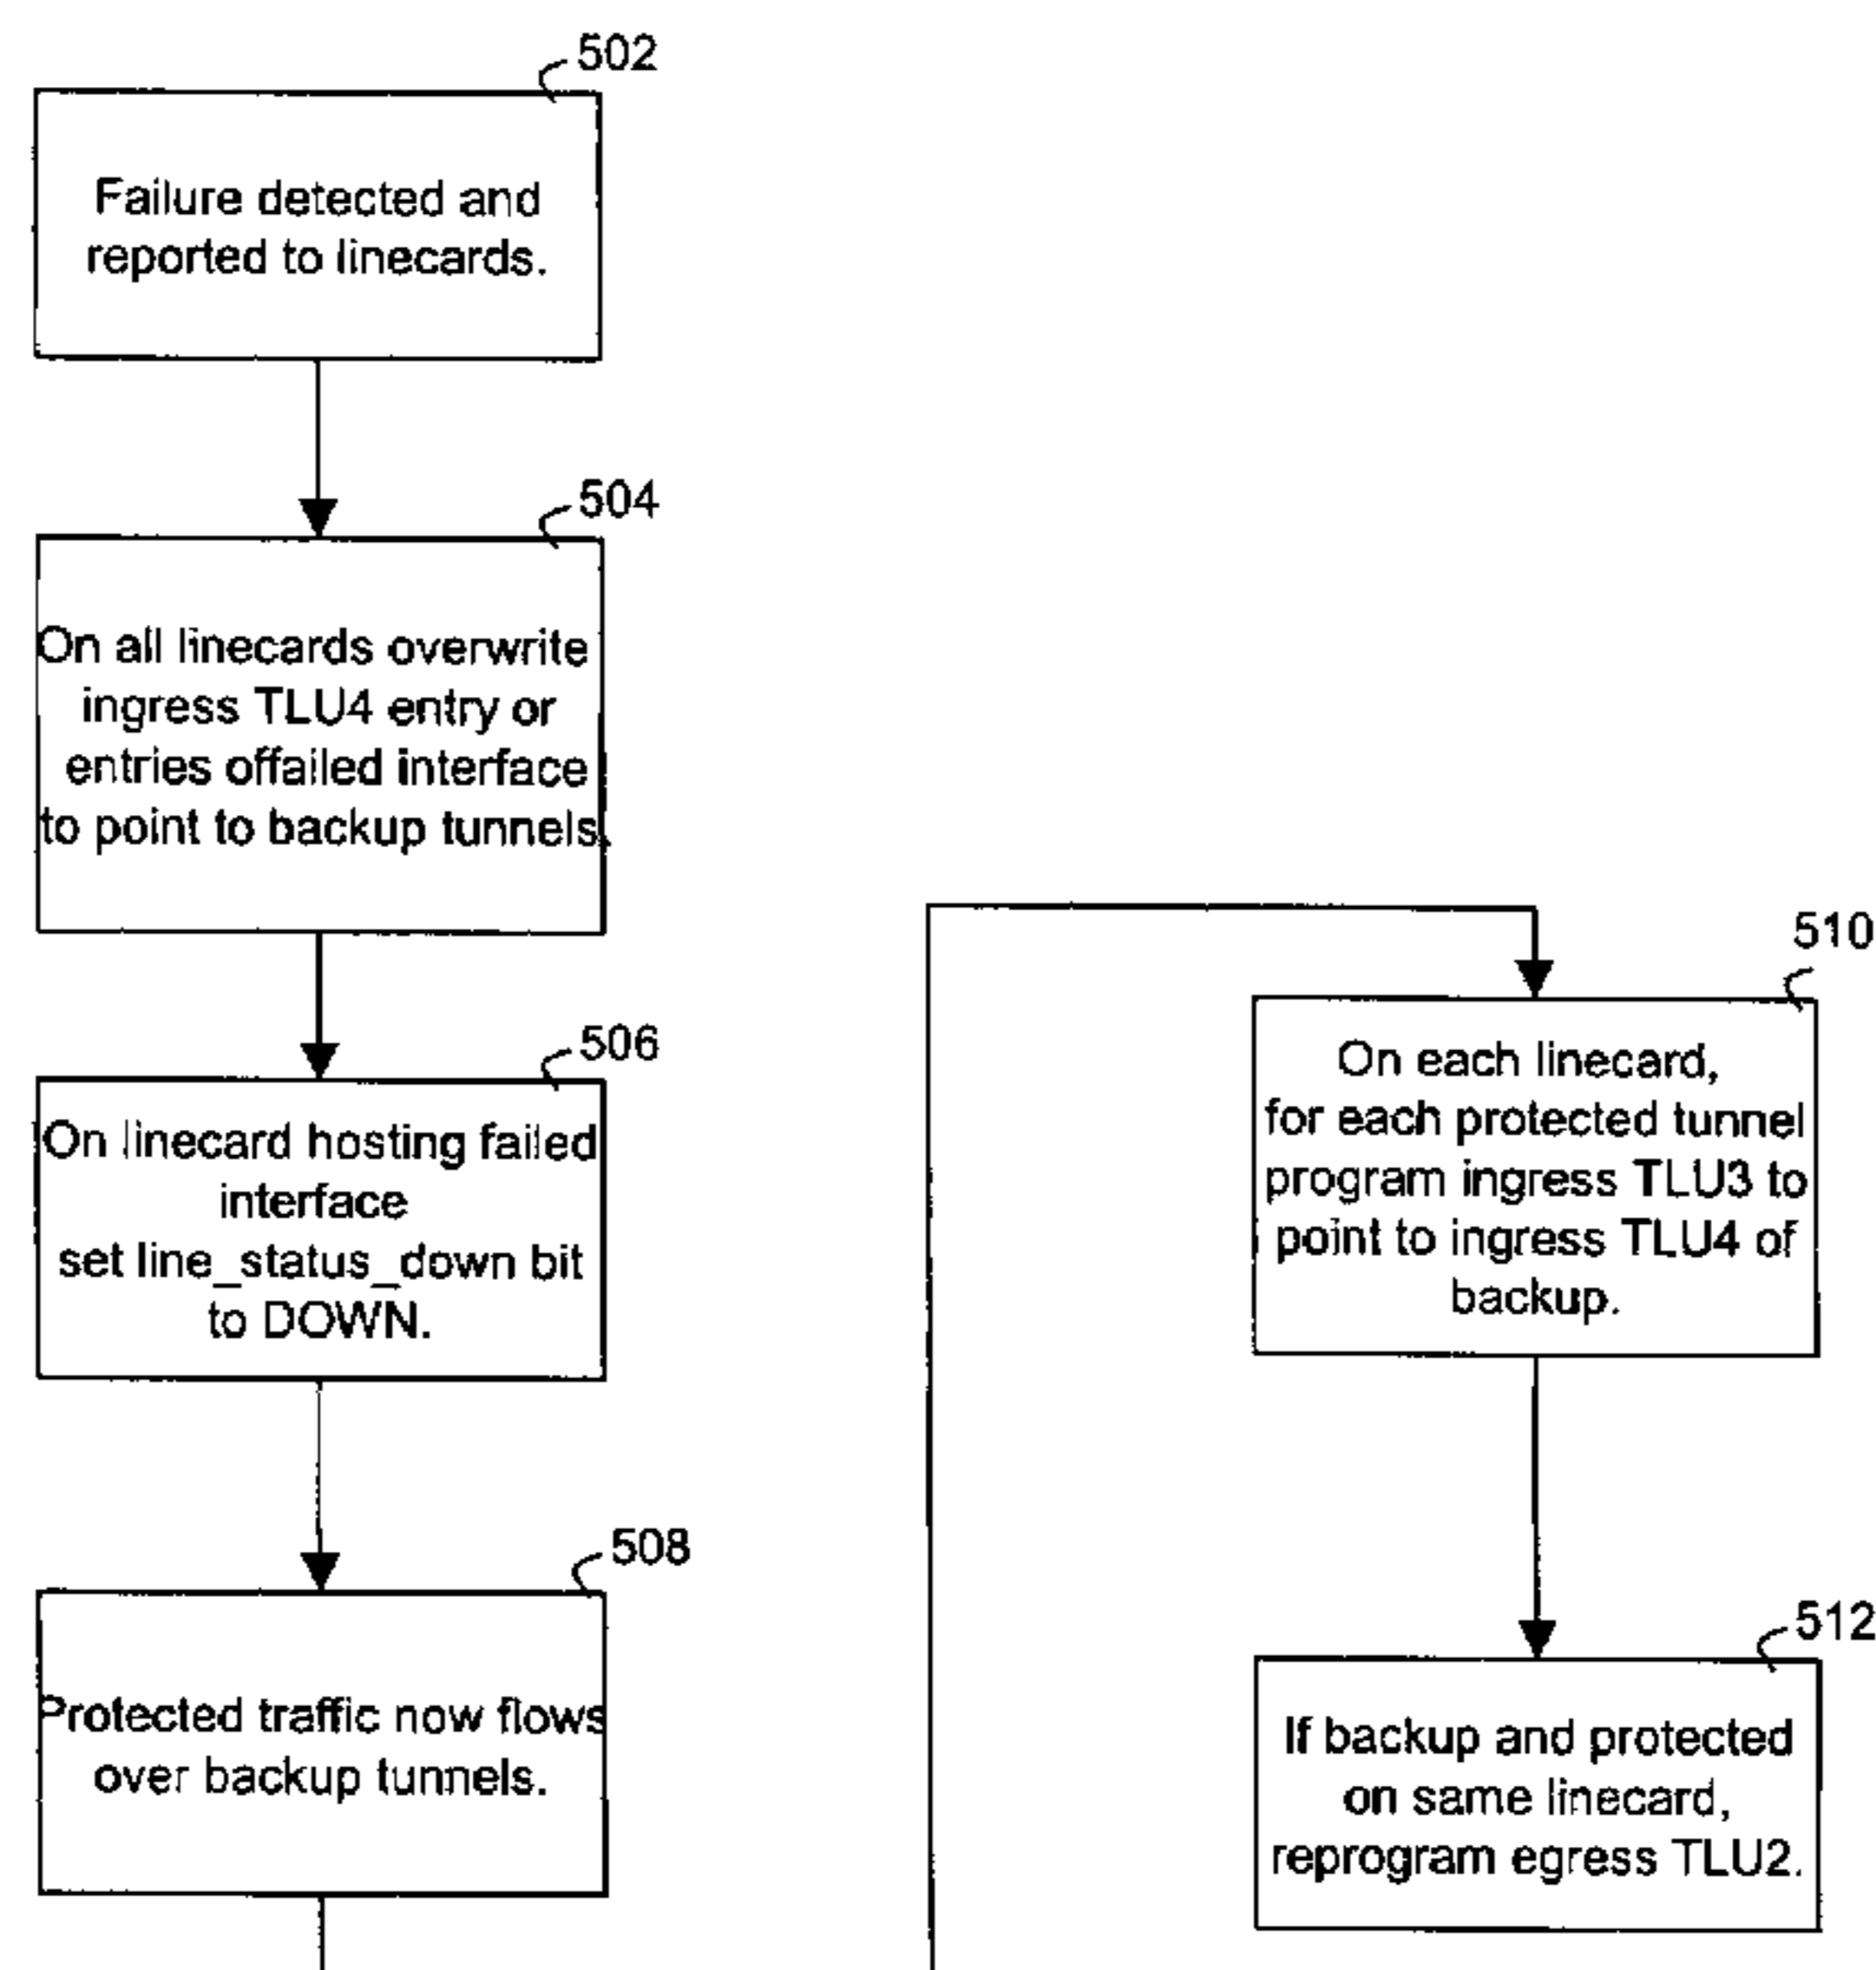 502
Failure detected and
reported to linecards.
504
On all linecards overwrite
ingress TLU4 entry or
entries offailed interface
to point to backup tunnels.
506
On linecard hosting failed
interface
set line_status_down bit
to DOWN.
508
Protected traffic now flows
over backup tunnels.
510
On each linecard,
for each protected tunnel
program ingress TLU3 to
point to ingress TLU4 of
backup.
512
If backup and protected
on same linecard,
reprogram egress TLU2.